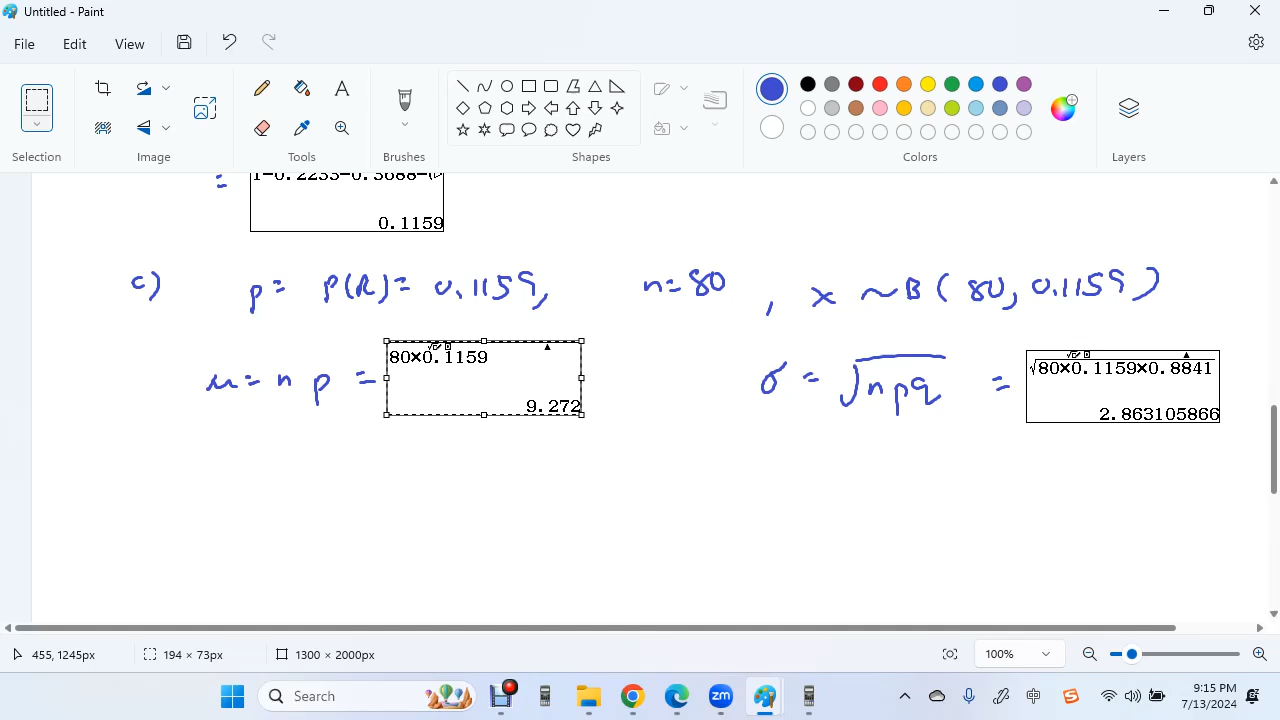 Untitled - Paint
File Edit View
Selection Image Tools Brushes Shapes Colors Layers
= 1-0.2233-0.3688-(
0.1159
c) p = P(R) = 0.1159, n=80 , x ~B( 80, 0.1159 )
μ = n p = 80×0.1159 σ = √npq = √80×0.1159×0.8841
9.272 2.863105866
455, 1245px 194 × 73px 1300 × 2000px 100%
Search zm 中 S 9:15 PM
7/13/2024